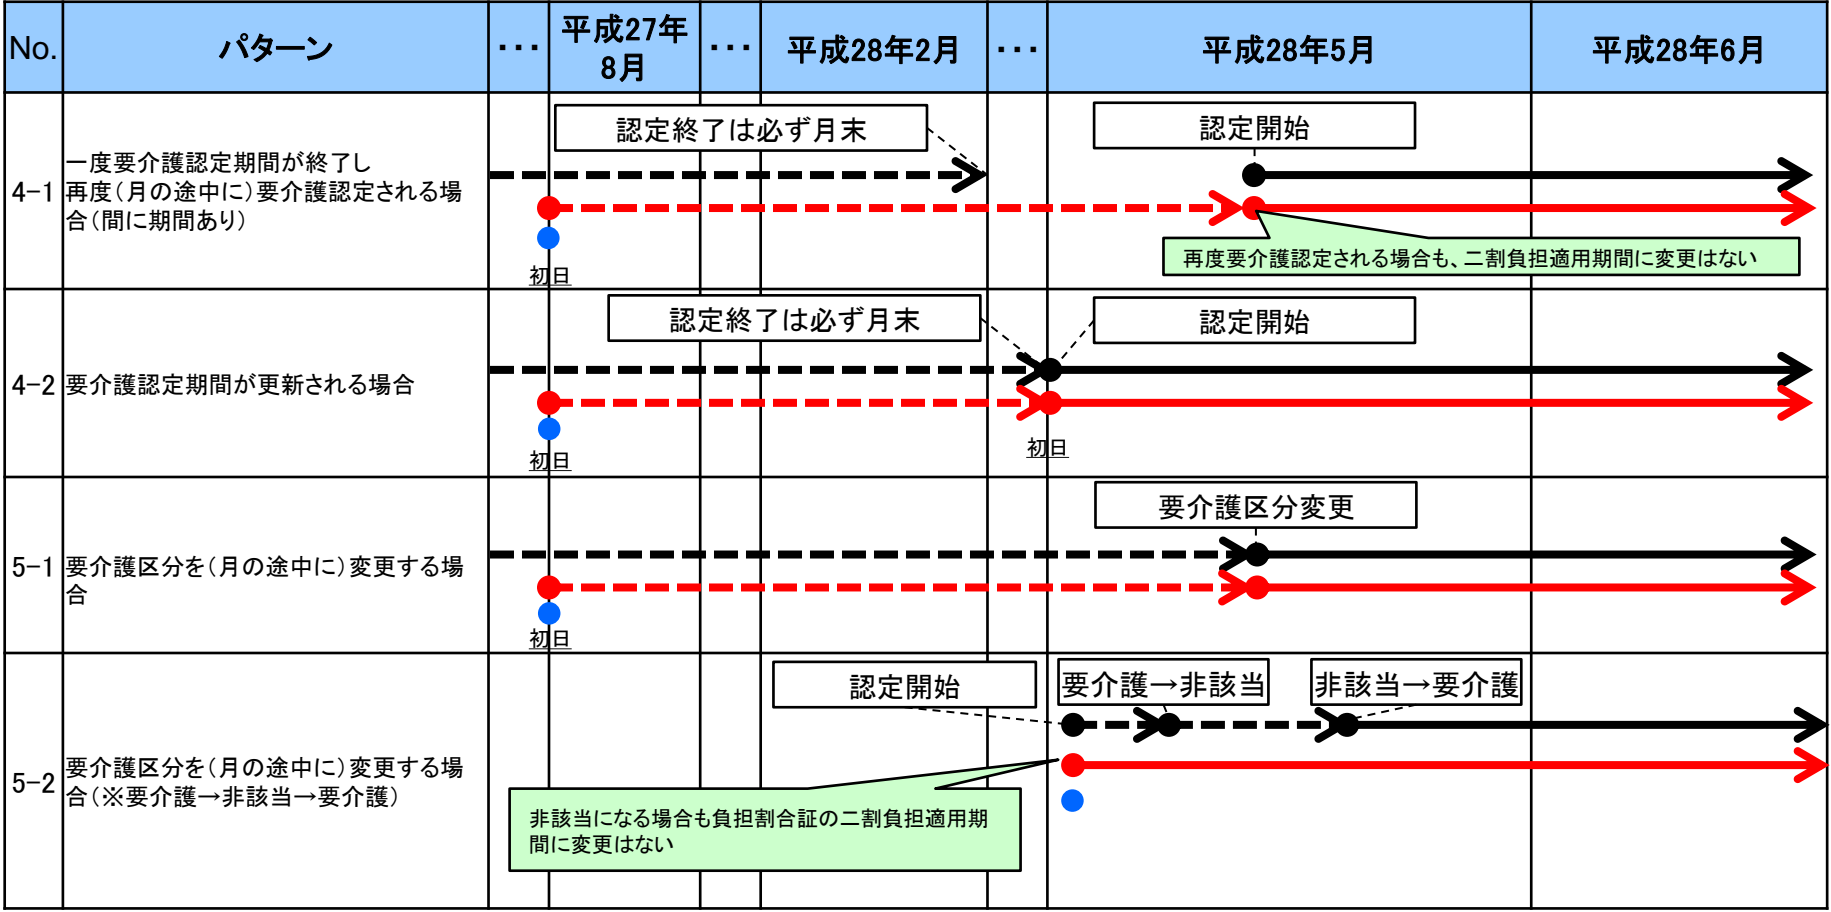 No.
パターン
･･･
平成27年
8月
･･･
平成28年2月
･･･
平成28年5月
平成28年6月
4-1
一度要介護認定期間が終了し
再度（月の途中に）要介護認定される場
合（間に期間あり）
認定終了は必ず月末
認定開始
初日
再度要介護認定される場合も、二割負担適用期間に変更はない
4-2
要介護認定期間が更新される場合
認定終了は必ず月末
認定開始
初日
初日
5-1
要介護区分を（月の途中に）変更する場
合
要介護区分変更
初日
5-2
要介護区分を（月の途中に）変更する場
合（※要介護→非該当→要介護）
認定開始
要介護→非該当
非該当→要介護
非該当になる場合も負担割合証の二割負担適用期
間に変更はない